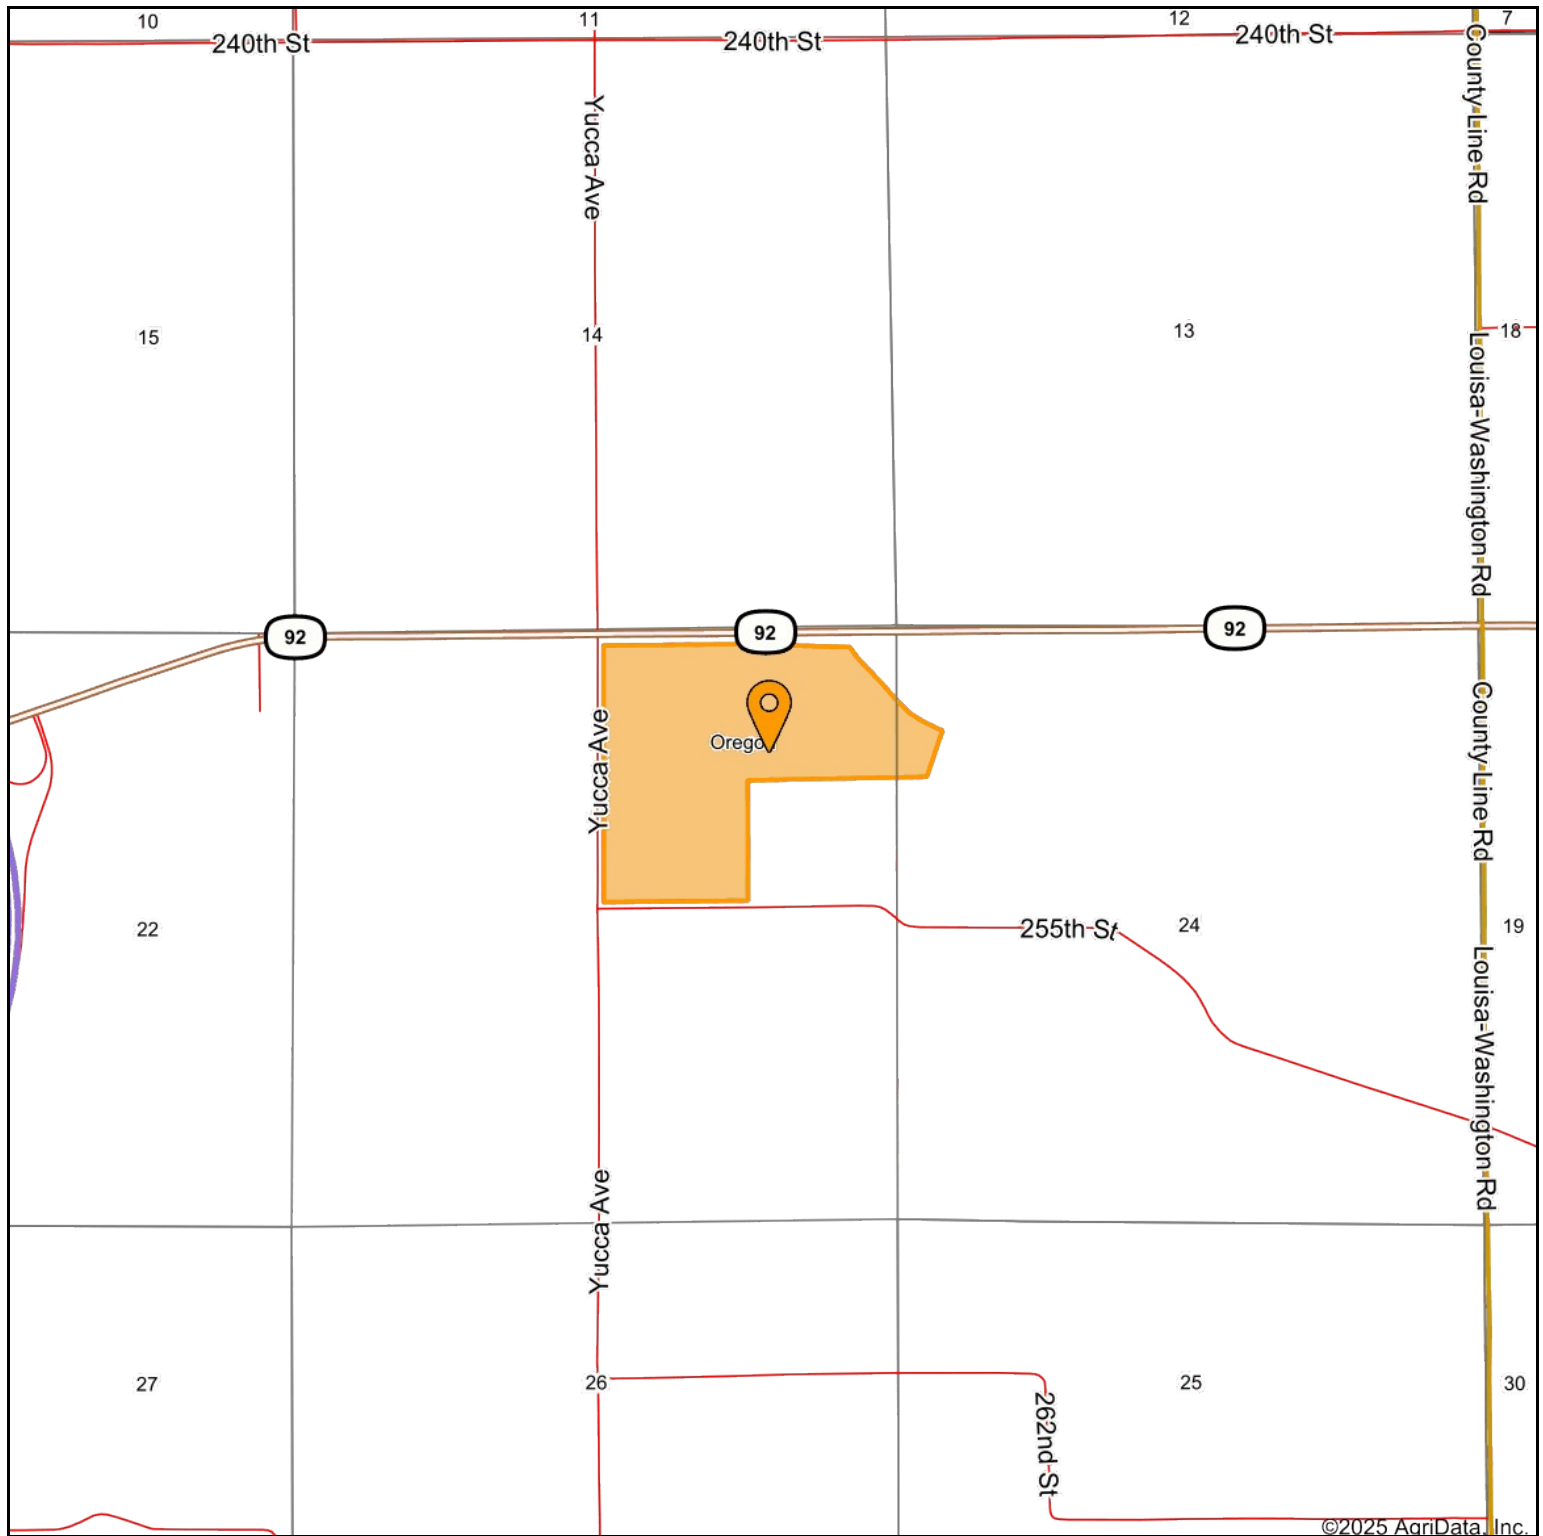 10
11
12
7
240th St
240th St
240th St
County Line Rd
Yucca Ave
15
14
13
18
Louisa-Washington Rd
92
92
92
Yucca Ave
Orego
County Line Rd
22
255th St
24
19
Louisa-Washington Rd
Yucca Ave
27
26
25
30
262nd St
©2025 AgriData, Inc.